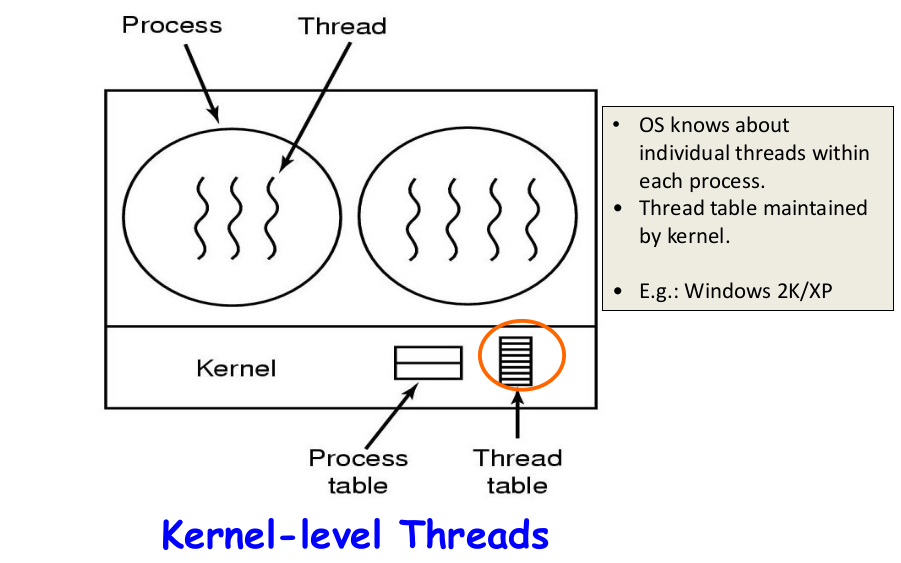 Process Thread
• OS knows about
individual threads within
each process.
• Thread table maintained
by kernel.
• E.g.: Windows 2K/XP
Kernel
Process
table
Thread
table
Kernel-level Threads